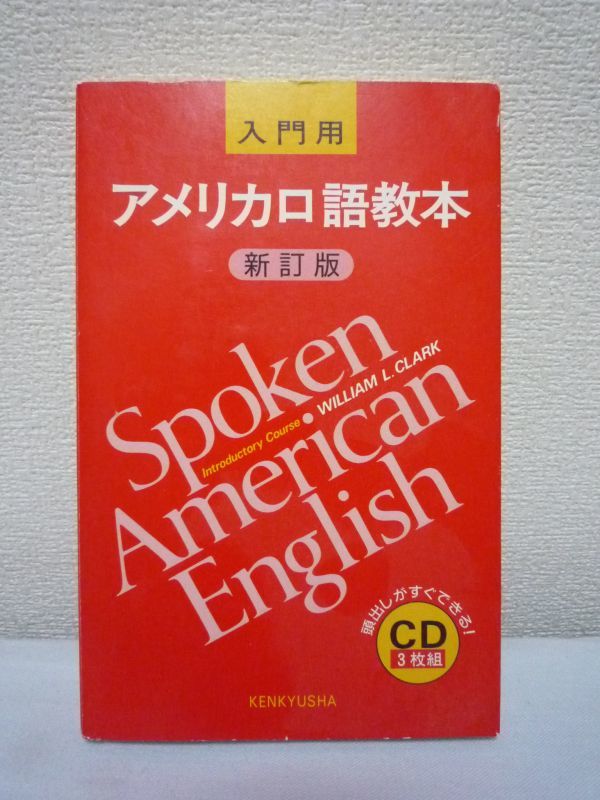 入門用
アメリカ口語教本
新訂版
Spoken
Introductory Course・WILLIAM L. CLARK
American
English
頭出しがすぐできる!
CD
3枚組
KENKYUSHA